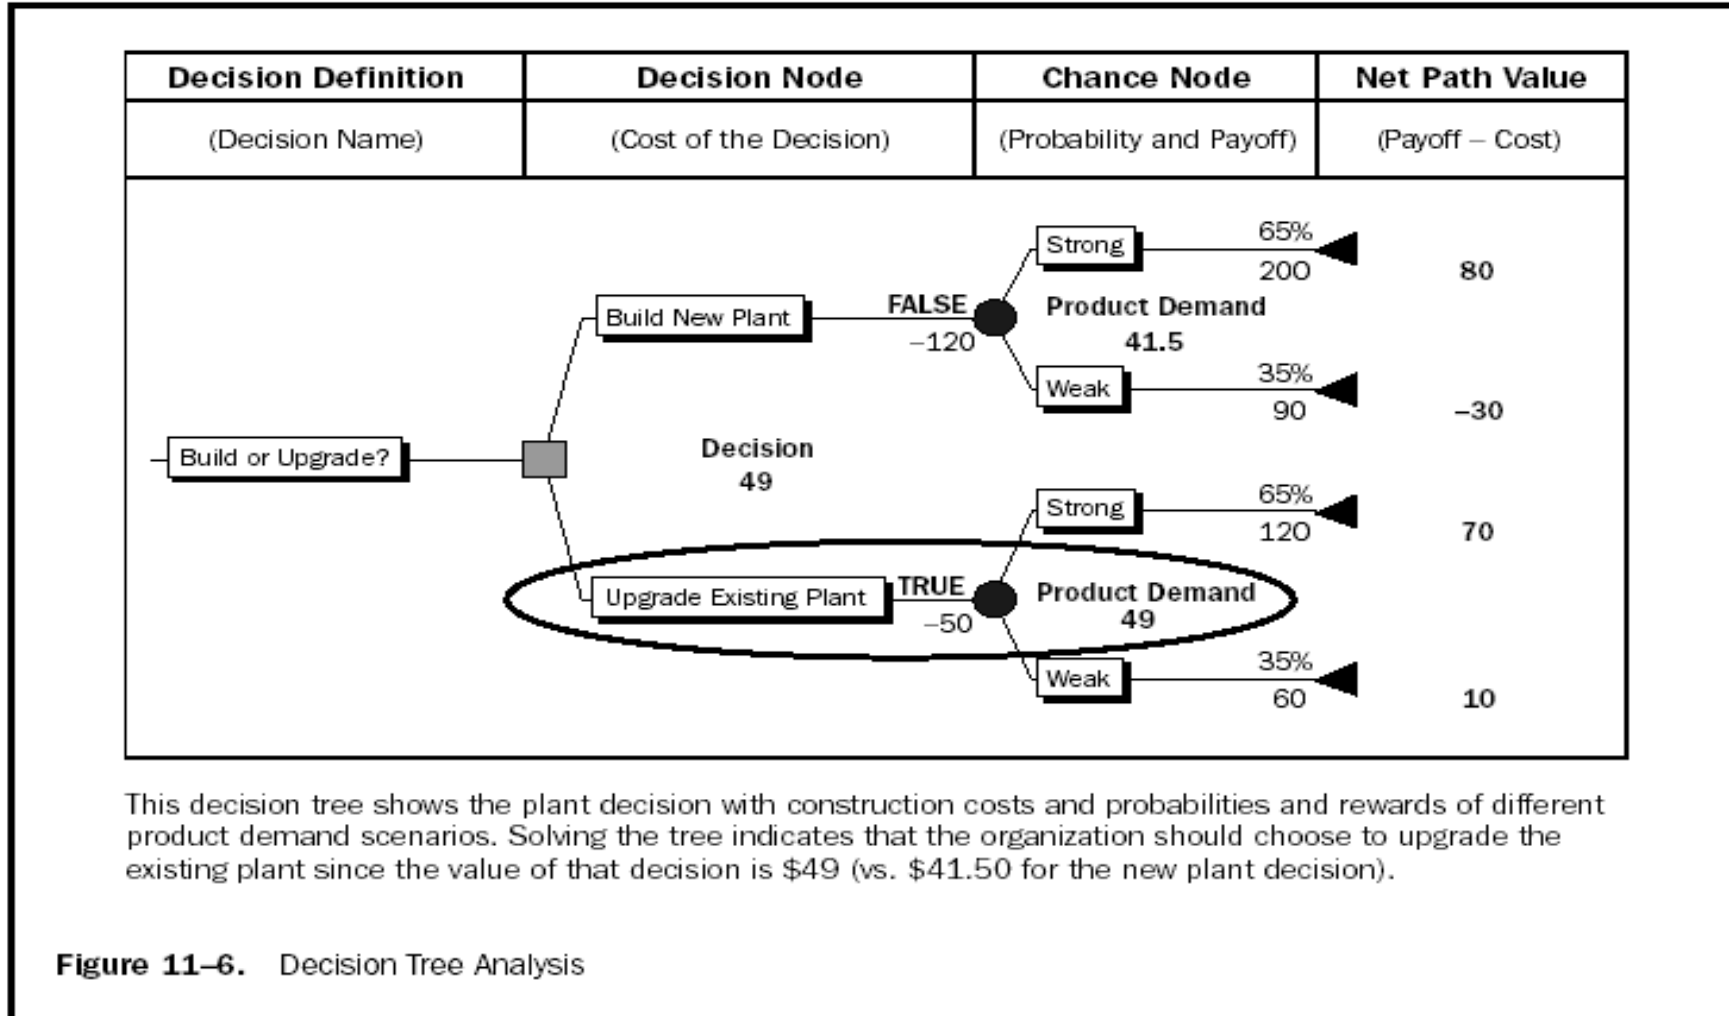 Decision Definition Decision Node Chance Node Net Path Value
(Decision Name) (Cost of the Decision) (Probability and Payoff) (Payoff – Cost)
Strong 65%
200 80
Build New Plant FALSE Product Demand
–120 41.5
Weak 35%
90 –30
Build or Upgrade? Decision
49
Strong 65%
120 70
Upgrade Existing Plant TRUE Product Demand
–50 49
Weak 35%
60 10
This decision tree shows the plant decision with construction costs and probabilities and rewards of different
product demand scenarios. Solving the tree indicates that the organization should choose to upgrade the
existing plant since the value of that decision is $49 (vs. $41.50 for the new plant decision).
Figure 11–6. Decision Tree Analysis